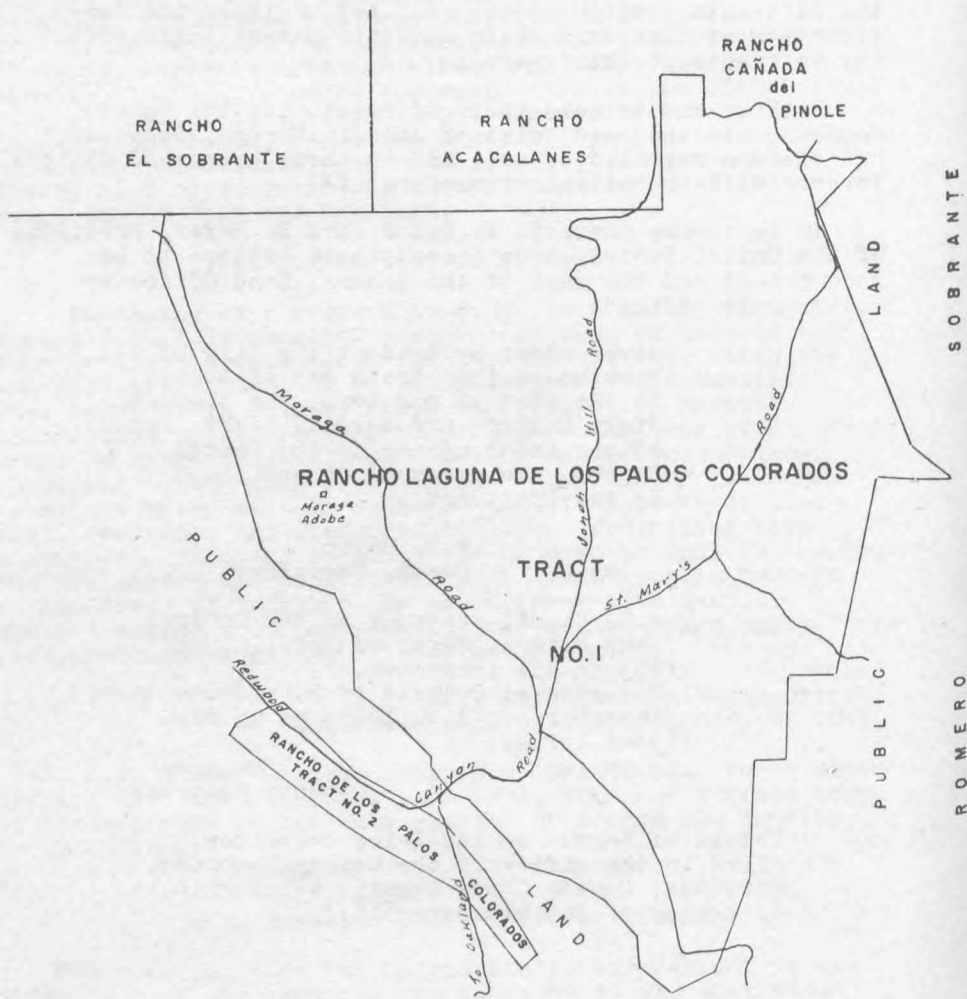 RANCHO
CAÑADA
del
PINOLE
RANCHO
EL SOBRANTE
RANCHO
ACACALANES
SOBRANTE
LAND
Moraga
Hill
Road
Road
RANCHO LAGUNA DE LOS PALOS COLORADOS
Moraga
Adobe
Jonah
PUBLIC
TRACT
Road
St. Mary's
NO. 1
Redwood
PUBLIC
ROMERO
RANCHO DE LOS
TRACT NO. 2
PALOS
COLORADOS
Canyon
Road
To Oakland
LAND